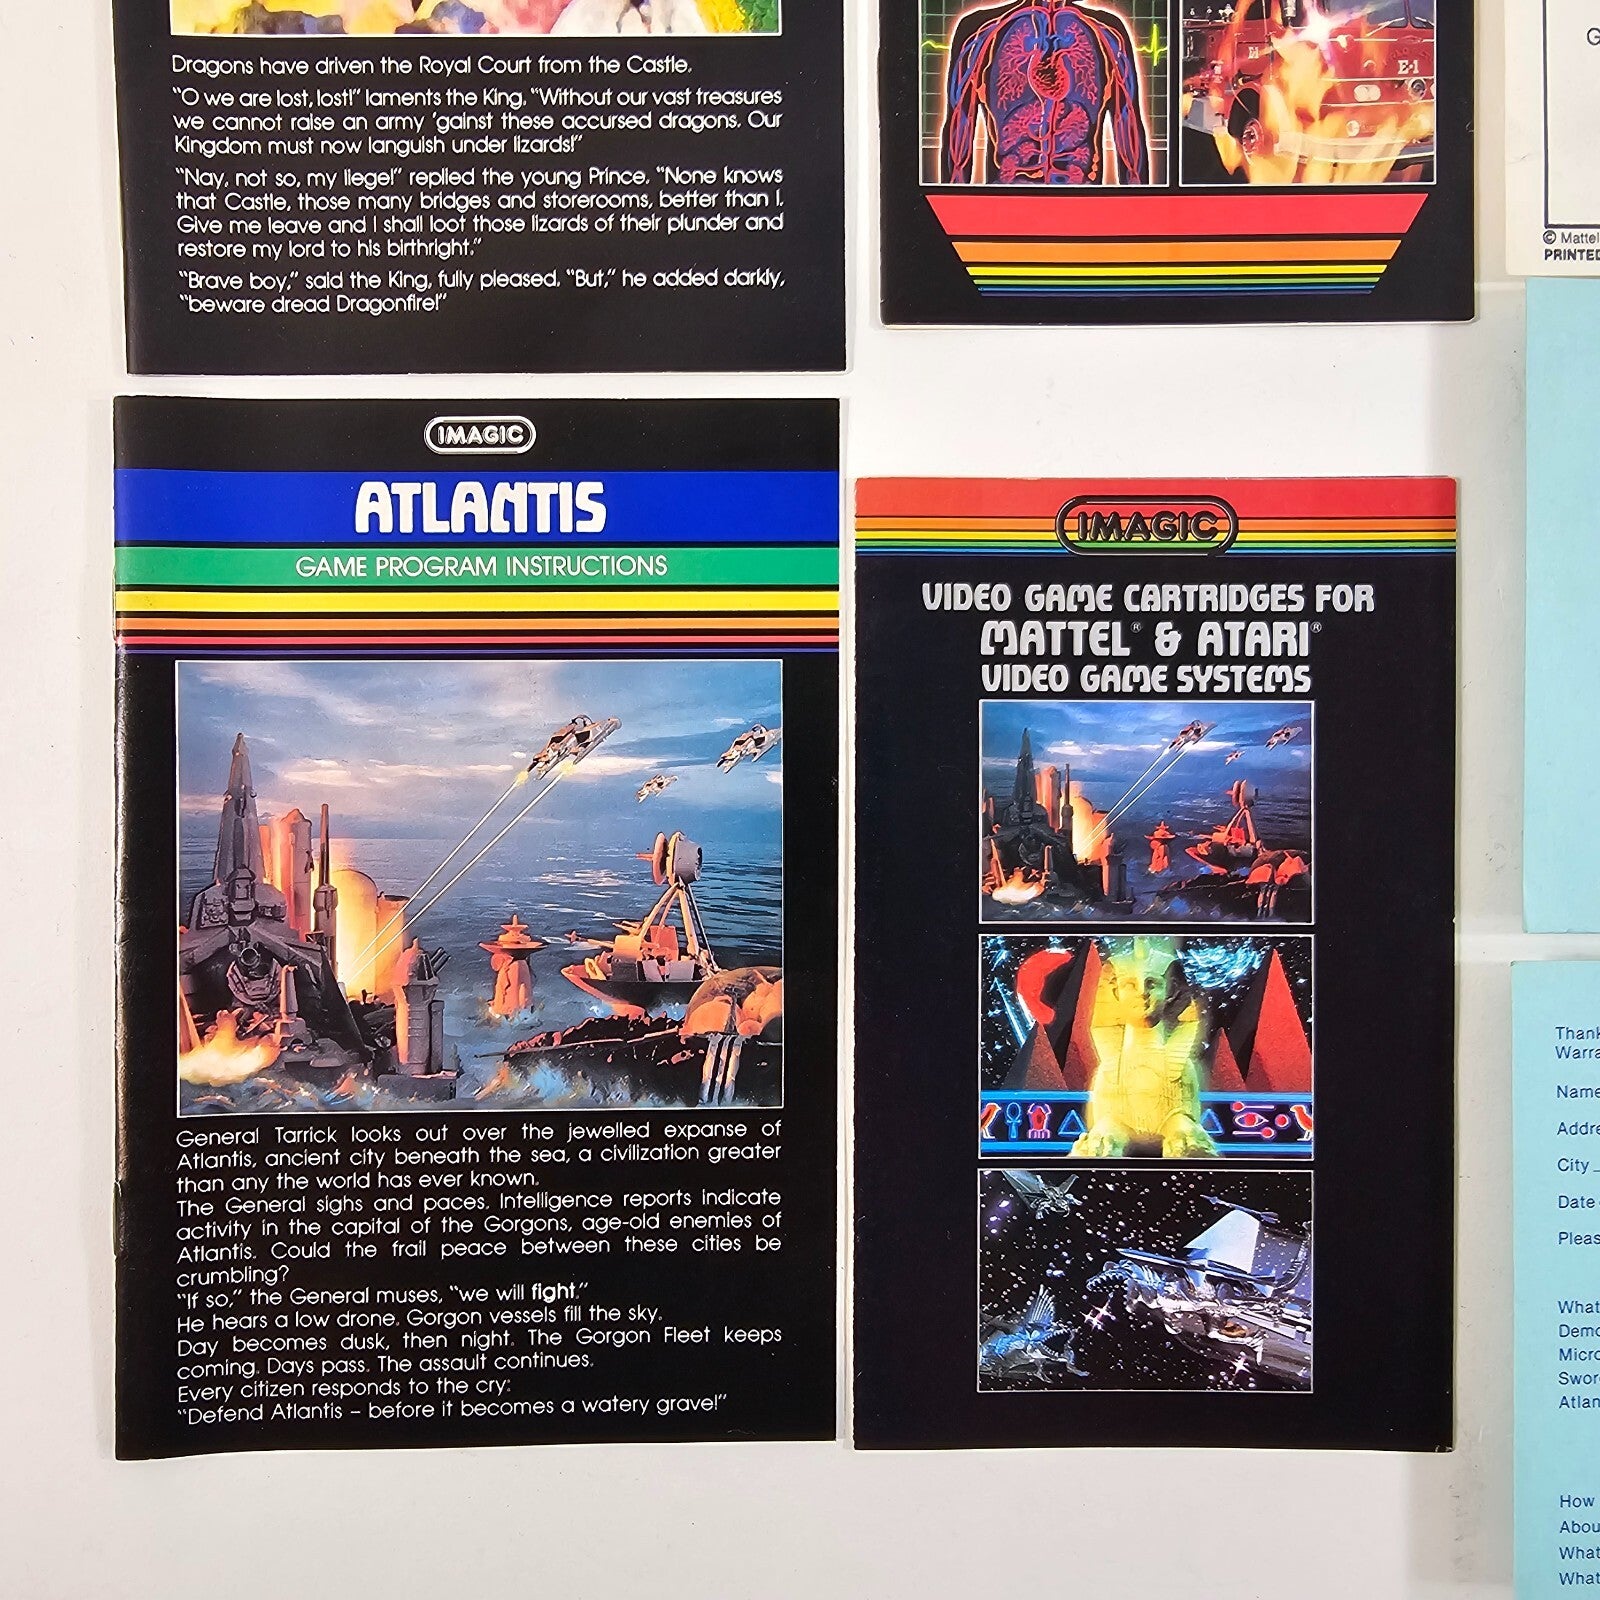 Dragons have driven the Royal Court from the Castle.
"O we are lost, lost!" laments the King. "Without our vast treasures
we cannot raise an army 'gainst these accursed dragons. Our
Kingdom must now languish under lizards!"
"Nay, not so, my liege!" replied the young Prince. "None knows
that Castle, those many bridges and storerooms, better than I.
Give me leave and I shall loot those lizards of their plunder and
restore my lord to his birthright."
"Brave boy," said the King, fully pleased. "But," he added darkly,
"beware dread Dragonfire!"
E-1
© Mattel
PRINTED
IMAGIC
ATLANTIS
GAME PROGRAM INSTRUCTIONS
General Tarrick looks out over the jewelled expanse of
Atlantis, ancient city beneath the sea, a civilization greater
than any the world has ever known.
The General sighs and paces. Intelligence reports indicate
activity in the capital of the Gorgons, age-old enemies of
Atlantis. Could the frail peace between these cities be
crumbling?
"If so," the General muses, "we will fight."
He hears a low drone. Gorgon vessels fill the sky.
Day becomes dusk, then night. The Gorgon Fleet keeps
coming. Days pass. The assault continues.
Every citizen responds to the cry:
"Defend Atlantis – before it becomes a watery grave!"
IMAGIC
VIDEO GAME CARTRIDGES FOR
MATTEL® & ATARI®
VIDEO GAME SYSTEMS
Name
City
Date
What
How
What
What